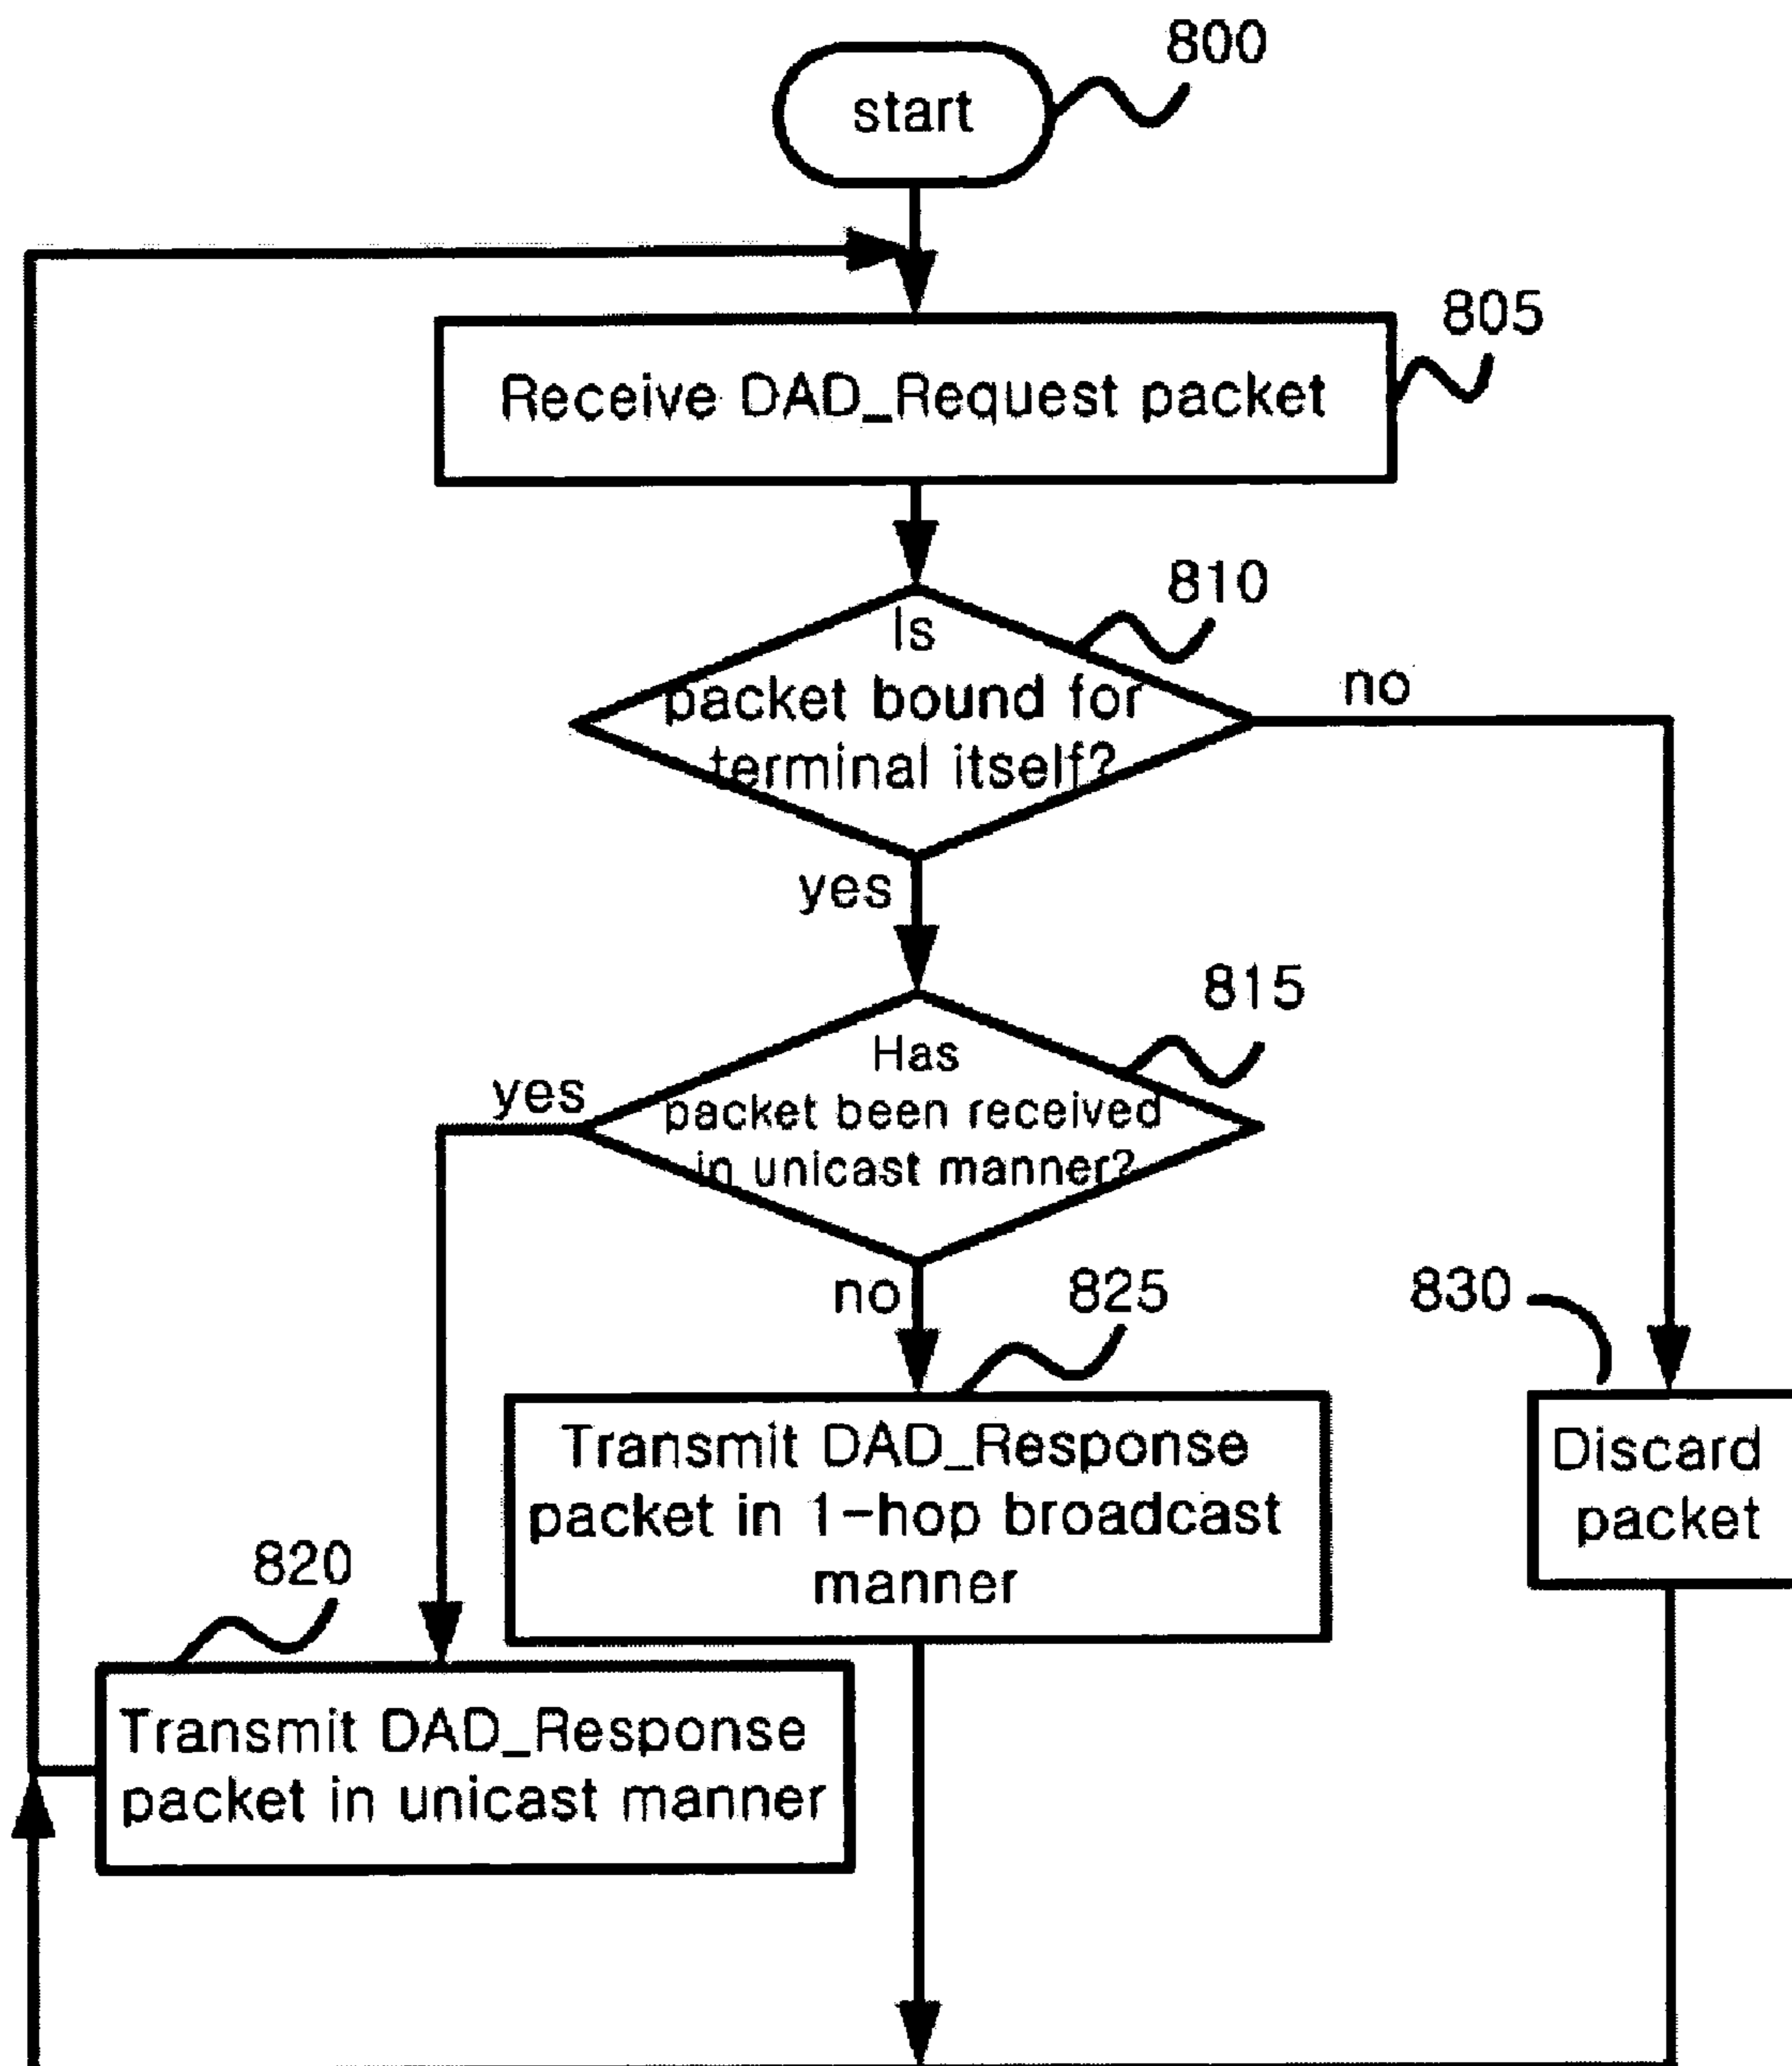 800
start
805
Receive DAD_Request packet
810
Is
packet bound for
terminal itself?
no
yes
815
Has
packet been received
in unicast manner?
yes
no
825
830
Transmit DAD_Response
packet in 1-hop broadcast
manner
Discard
packet
820
Transmit DAD_Response
packet in unicast manner